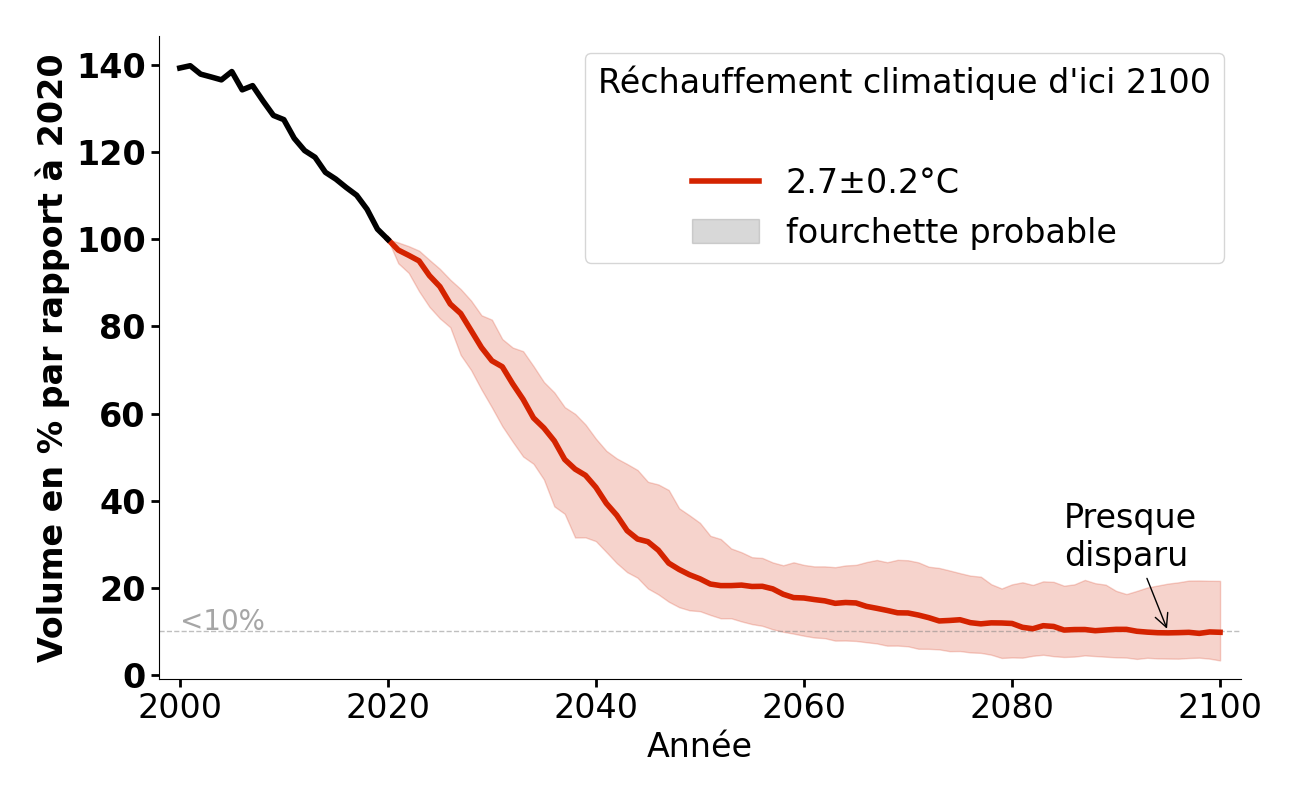 Volume en % par rapport à 2020
140
120
100
80
60
40
20
0
Réchauffement climatique d'ici 2100
2.7±0.2°C
fourchette probable
Presque
disparu
<10%
2000
2020
2040
2060
2080
2100
Année